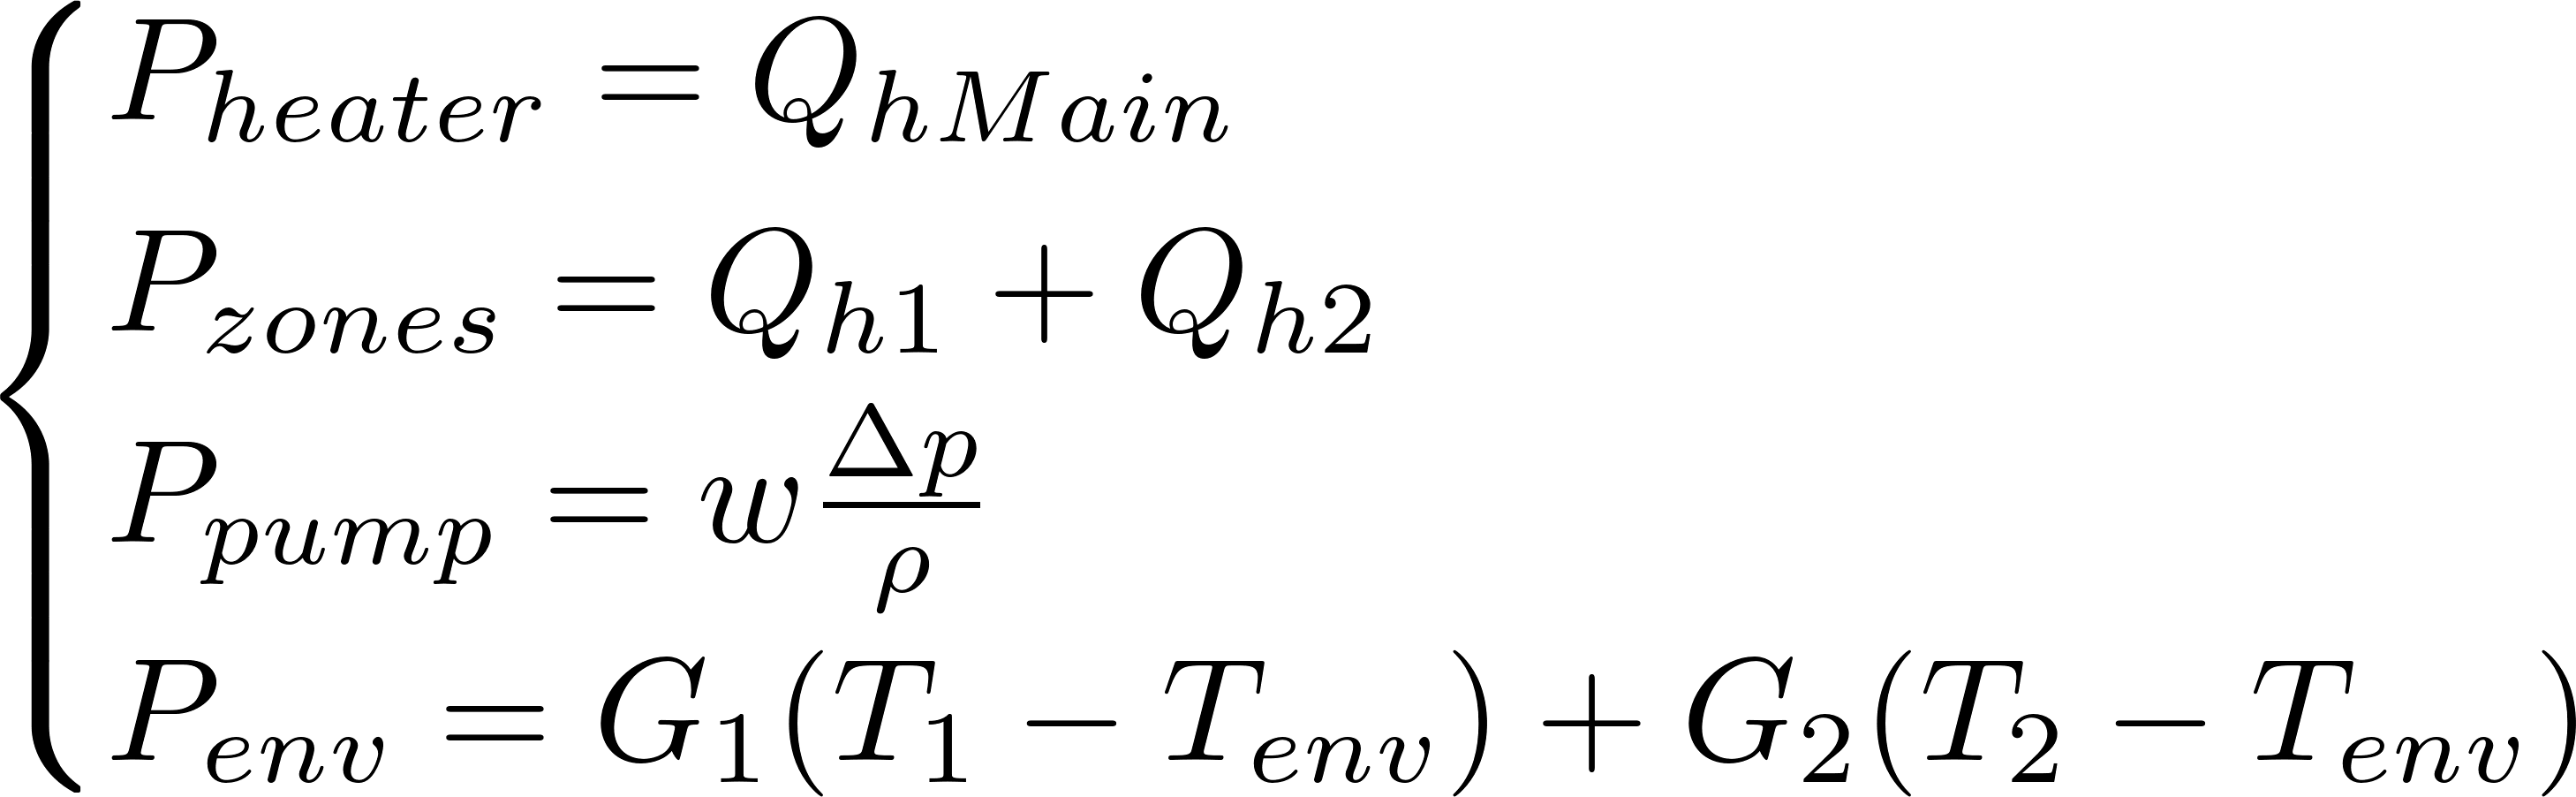 P_{heater} = Q_{hMain}
P_{zones} = Q_{h1} + Q_{h2}
P_{pump} = w \frac{\Delta p}{\rho}
P_{env} = G_1(T_1 - T_{env}) + G_2(T_2 - T_{env})